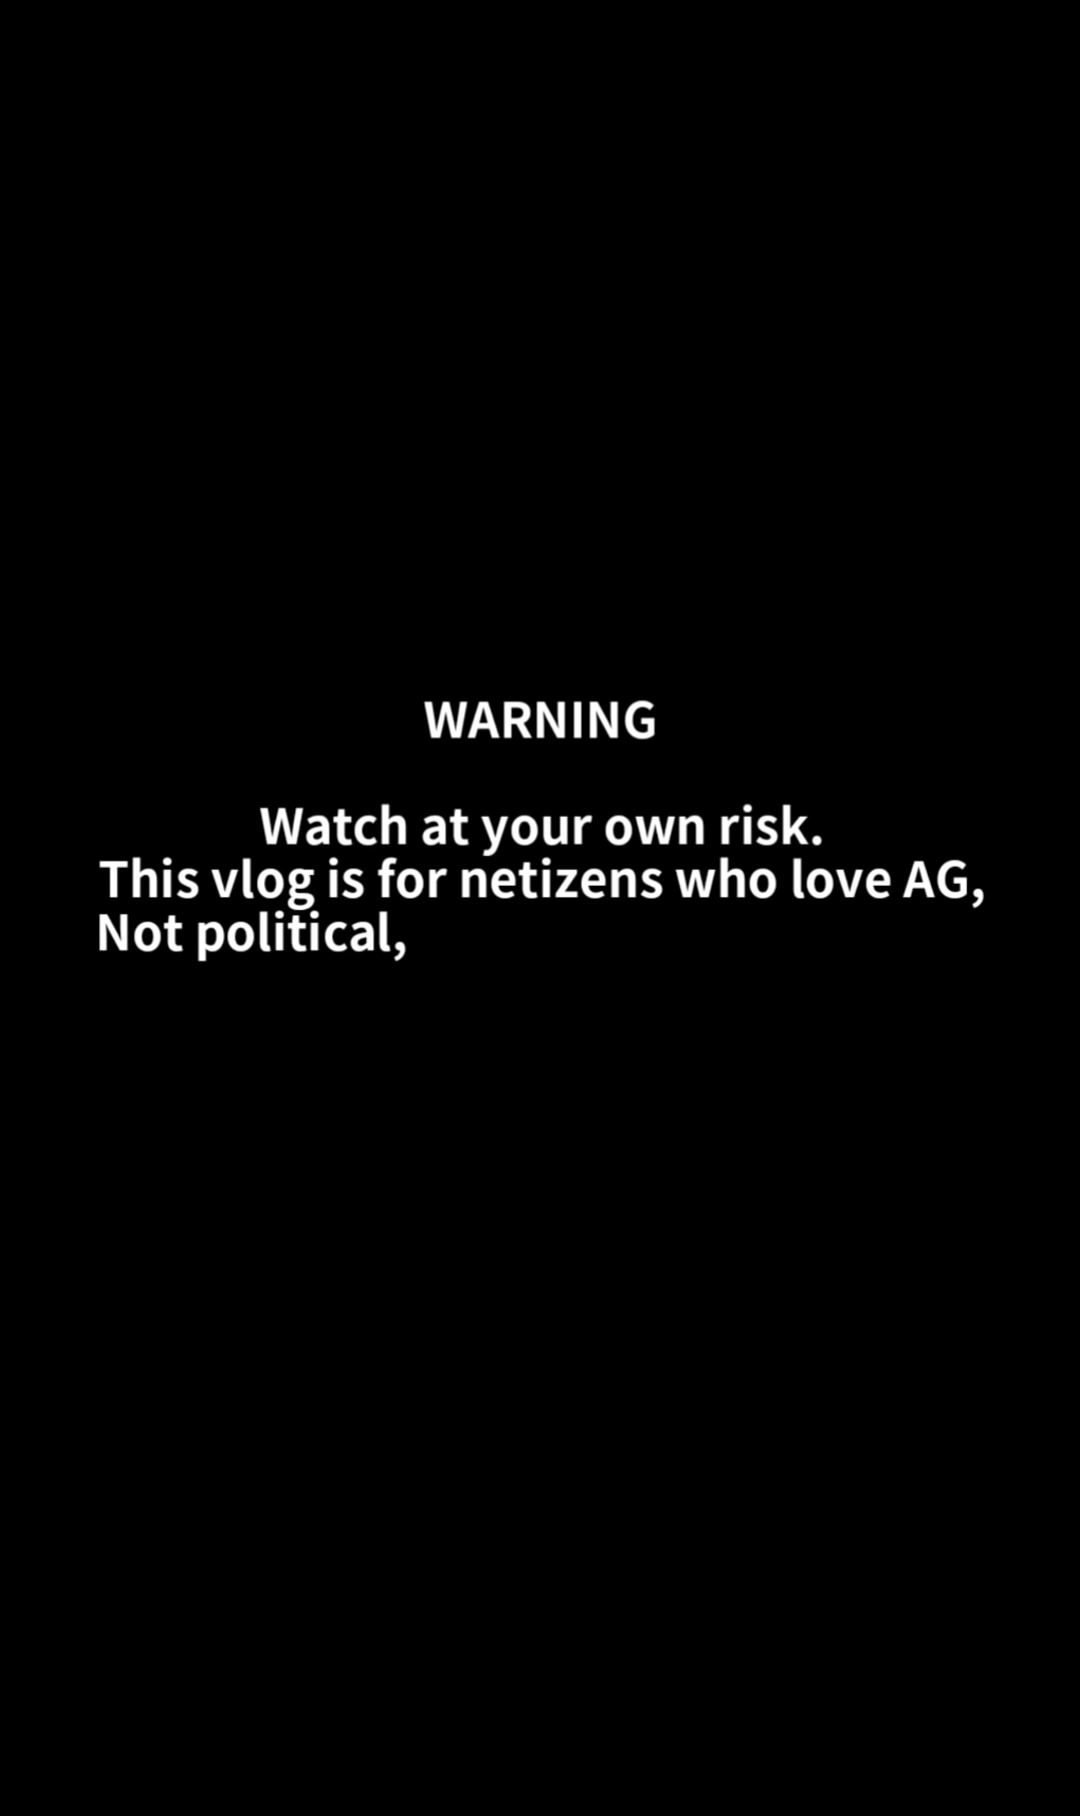 WARNING
Watch at your own risk.
This vlog is for netizens who love AG,
Not political,